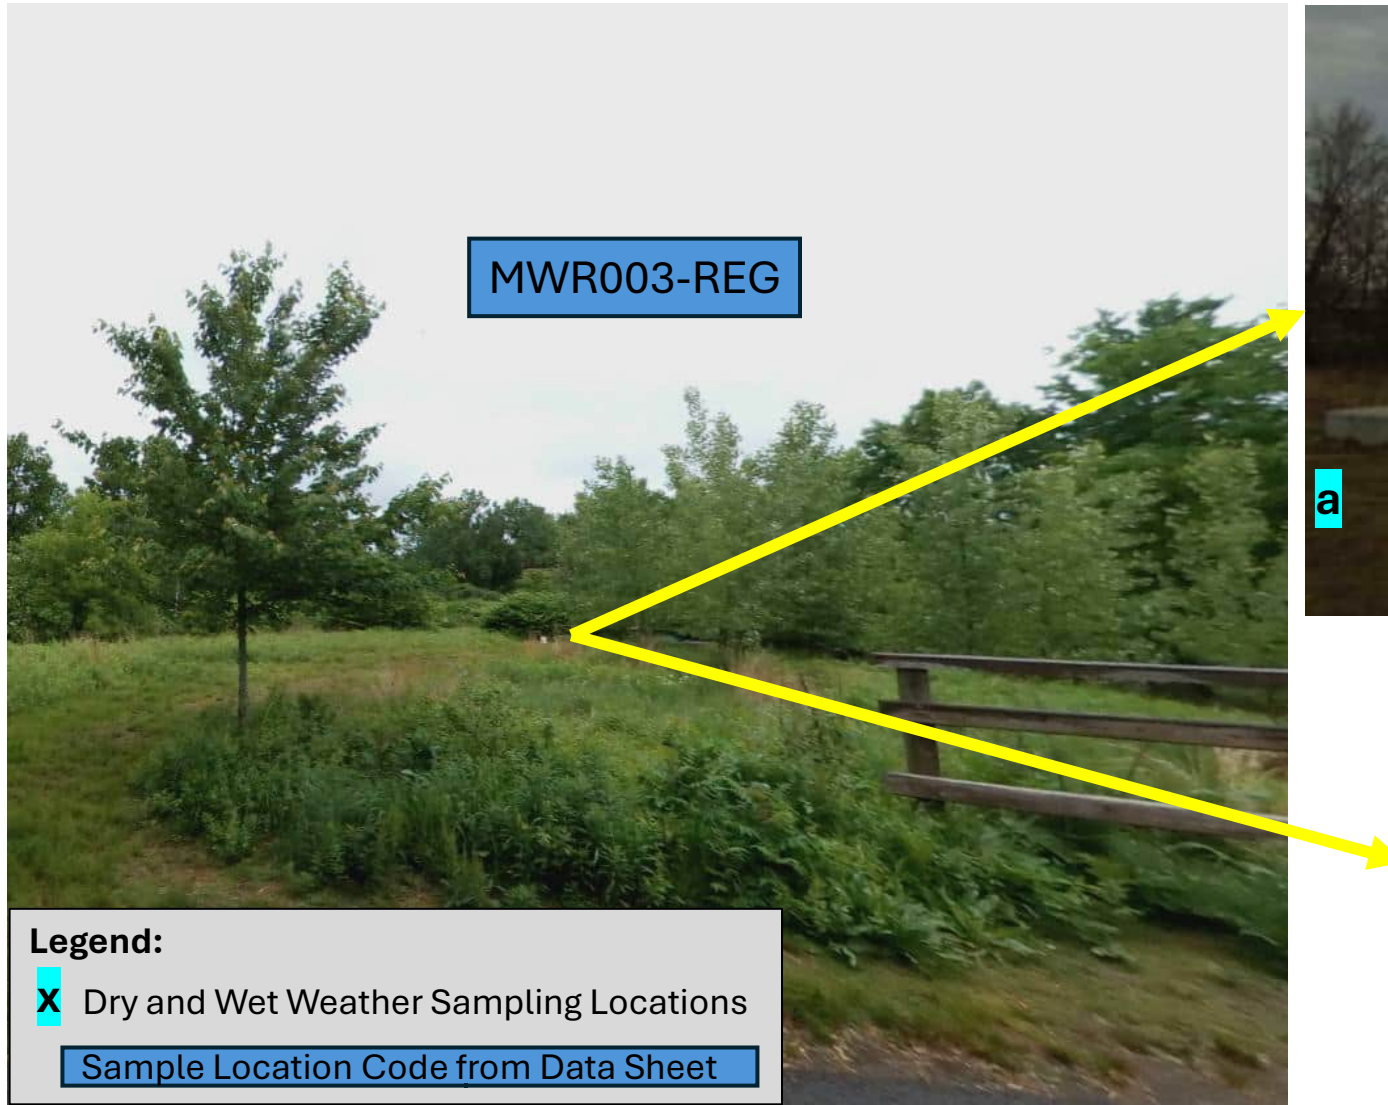 MWR003-REG
a
Legend:
x Dry and Wet Weather Sampling Locations
Sample Location Code from Data Sheet